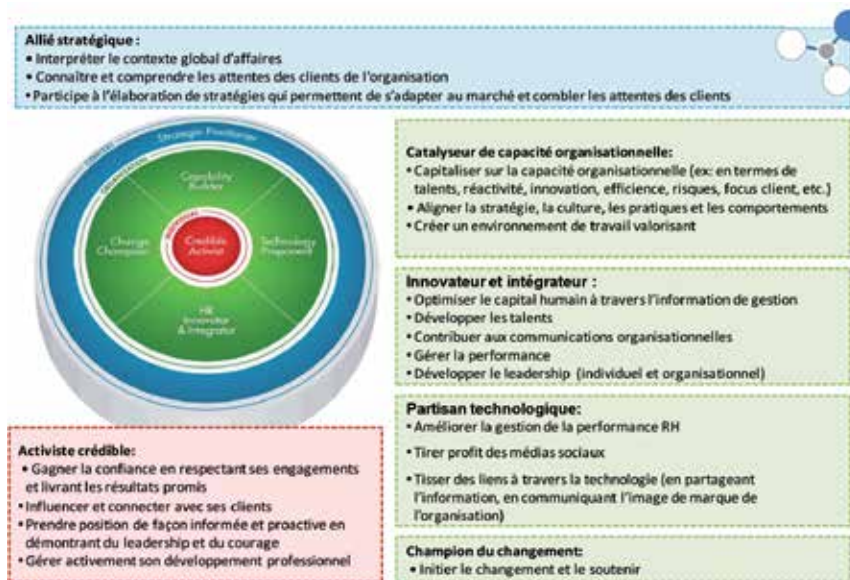 Allié stratégique :
• Interpréter le contexte global d'affaires
• Connaître et comprendre les attentes des clients de l'organisation
• Participe à l'élaboration de stratégies qui permettent de s'adapter au marché et combler les attentes des clients
CONTEXT
Strategic Positioner
ORGANIZATION
Capability
Builder
INDIVIDUAL
Change
Champion
Credible
Activist
Technology
Proponent
HR
Innovator
& Integrator
Catalyseur de capacité organisationnelle:
• Capitaliser sur la capacité organisationnelle (ex: en termes de
talents, réactivité, innovation, efficience, risques, focus client, etc.)
• Aligner la stratégie, la culture, les pratiques et les comportements
• Créer un environnement de travail valorisant
Innovateur et intégrateur :
• Optimiser le capital humain à travers l'information de gestion
• Développer les talents
• Contribuer aux communications organisationnelles
• Gérer la performance
• Développer le leadership (individuel et organisationnel)
Partisan technologique:
• Améliorer la gestion de la performance RH
• Tirer profit des médias sociaux
• Tisser des liens à travers la technologie (en partageant
l'information, en communiquant l'image de marque de
l'organisation)
Activiste crédible:
• Gagner la confiance en respectant ses engagements
et livrant les résultats promis
• Influencer et connecter avec ses clients
• Prendre position de façon informée et proactive en
démontrant du leadership et du courage
• Gérer activement son développement professionnel
Champion du changement:
• Initier le changement et le soutenir